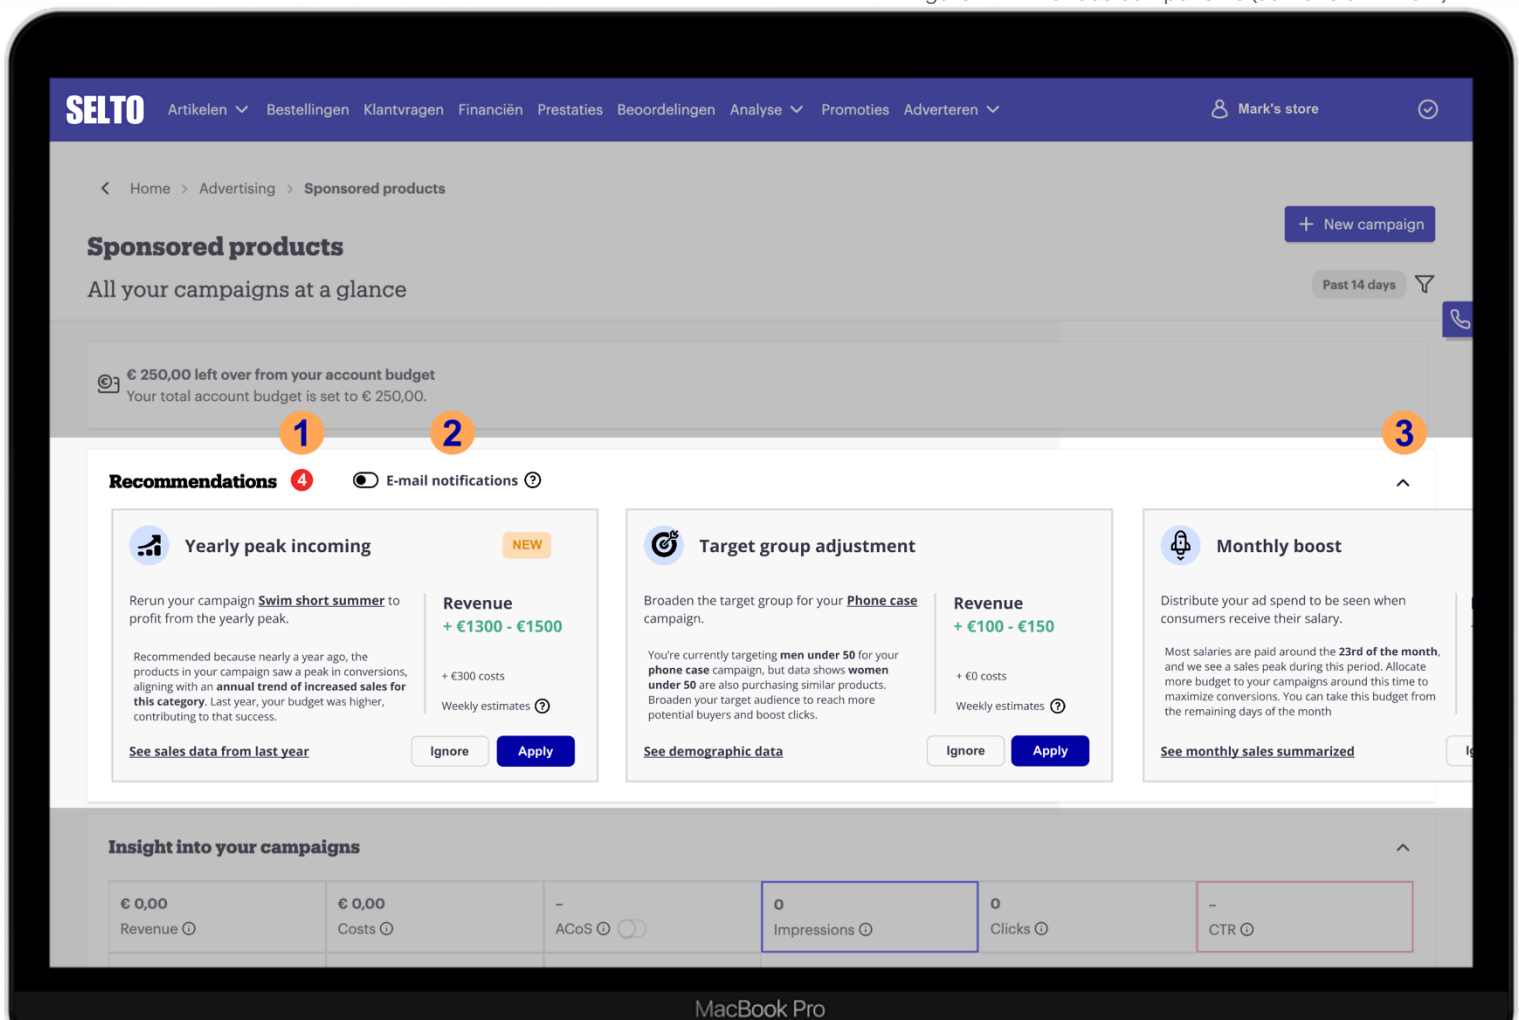 SELTO Artikelen Bestellingen Klantvragen Financiën Prestaties Beoordelingen Analyse Promoties Adverteren Mark's store
Home > Advertising > Sponsored products
+ New campaign
Sponsored products
All your campaigns at a glance
Past 14 days
€ 250,00 left over from your account budget
Your total account budget is set to € 250,00.
1 2 3
Recommendations 4 E-mail notifications ?
Yearly peak incoming NEW
Rerun your campaign Swim short summer to
profit from the yearly peak.
Recommended because nearly a year ago, the
products in your campaign saw a peak in conversions,
aligning with an annual trend of increased sales for
this category. Last year, your budget was higher,
contributing to that success.
Revenue
+ €1300 - €1500
+ €300 costs
Weekly estimates ?
See sales data from last year Ignore Apply
Target group adjustment
Broaden the target group for your Phone case
campaign.
You're currently targeting men under 50 for your
phone case campaign, but data shows women
under 50 are also purchasing similar products.
Broaden your target audience to reach more
potential buyers and boost clicks.
Revenue
+ €100 - €150
+ €0 costs
Weekly estimates ?
See demographic data Ignore Apply
Monthly boost
Distribute your ad spend to be seen when
consumers receive their salary.
Most salaries are paid around the 23rd of the month,
and we see a sales peak during this period. Allocate
more budget to your campaigns around this time to
maximize conversions. You can take this budget from
the remaining days of the month
See monthly sales summarized
Insight into your campaigns
€ 0,00
Revenue
€ 0,00
Costs
–
ACoS
0
Impressions
0
Clicks
–
CTR
MacBook Pro